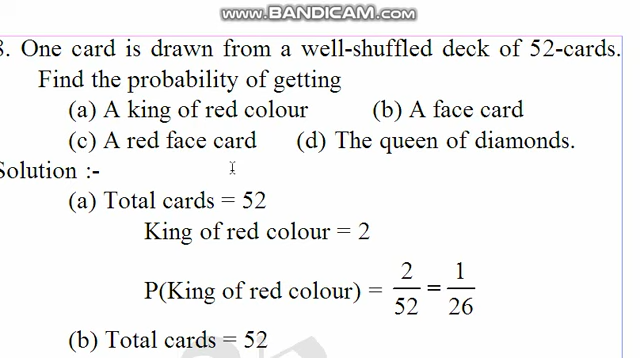 www.BANDICAM.com
8. One card is drawn from a well-shuffled deck of 52-cards.
Find the probability of getting
(a) A king of red colour (b) A face card
(c) A red face card (d) The queen of diamonds.
Solution :-
(a) Total cards = 52
King of red colour = 2
P(King of red colour) = 2/52 = 1/26
(b) Total cards = 52